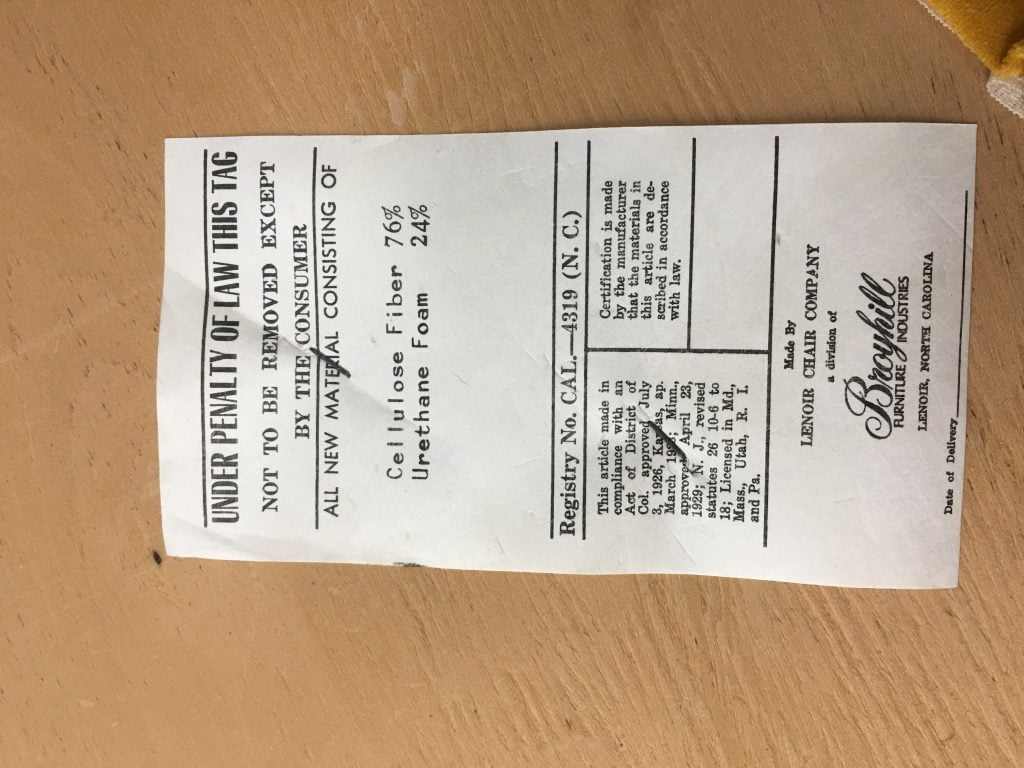 UNDER PENALTY OF LAW THIS TAG
NOT TO BE REMOVED EXCEPT
BY THE CONSUMER
ALL NEW MATERIAL CONSISTING OF
Cellulose Fiber 76%
Urethane Foam 24%
Registry No. CAL.—4319 (N. C.)
This article made in
compliance with an
Act of District of
Col. approved July
3, 1926, Kansas, ap.
March, Minn.,
approved April 23,
1929; N. J., revised
statutes 26 10-6 to
18; Licensed in Md.,
Mass., Utah, R. I.
and Pa.
Certification is made
by the manufacturer
that the materials in
this article are de-
scribed in accordance
with law.
Made By
LENOIR CHAIR COMPANY
a division of
Broyhill
FURNITURE INDUSTRIES
LENOIR, NORTH CAROLINA
Date of Delivery